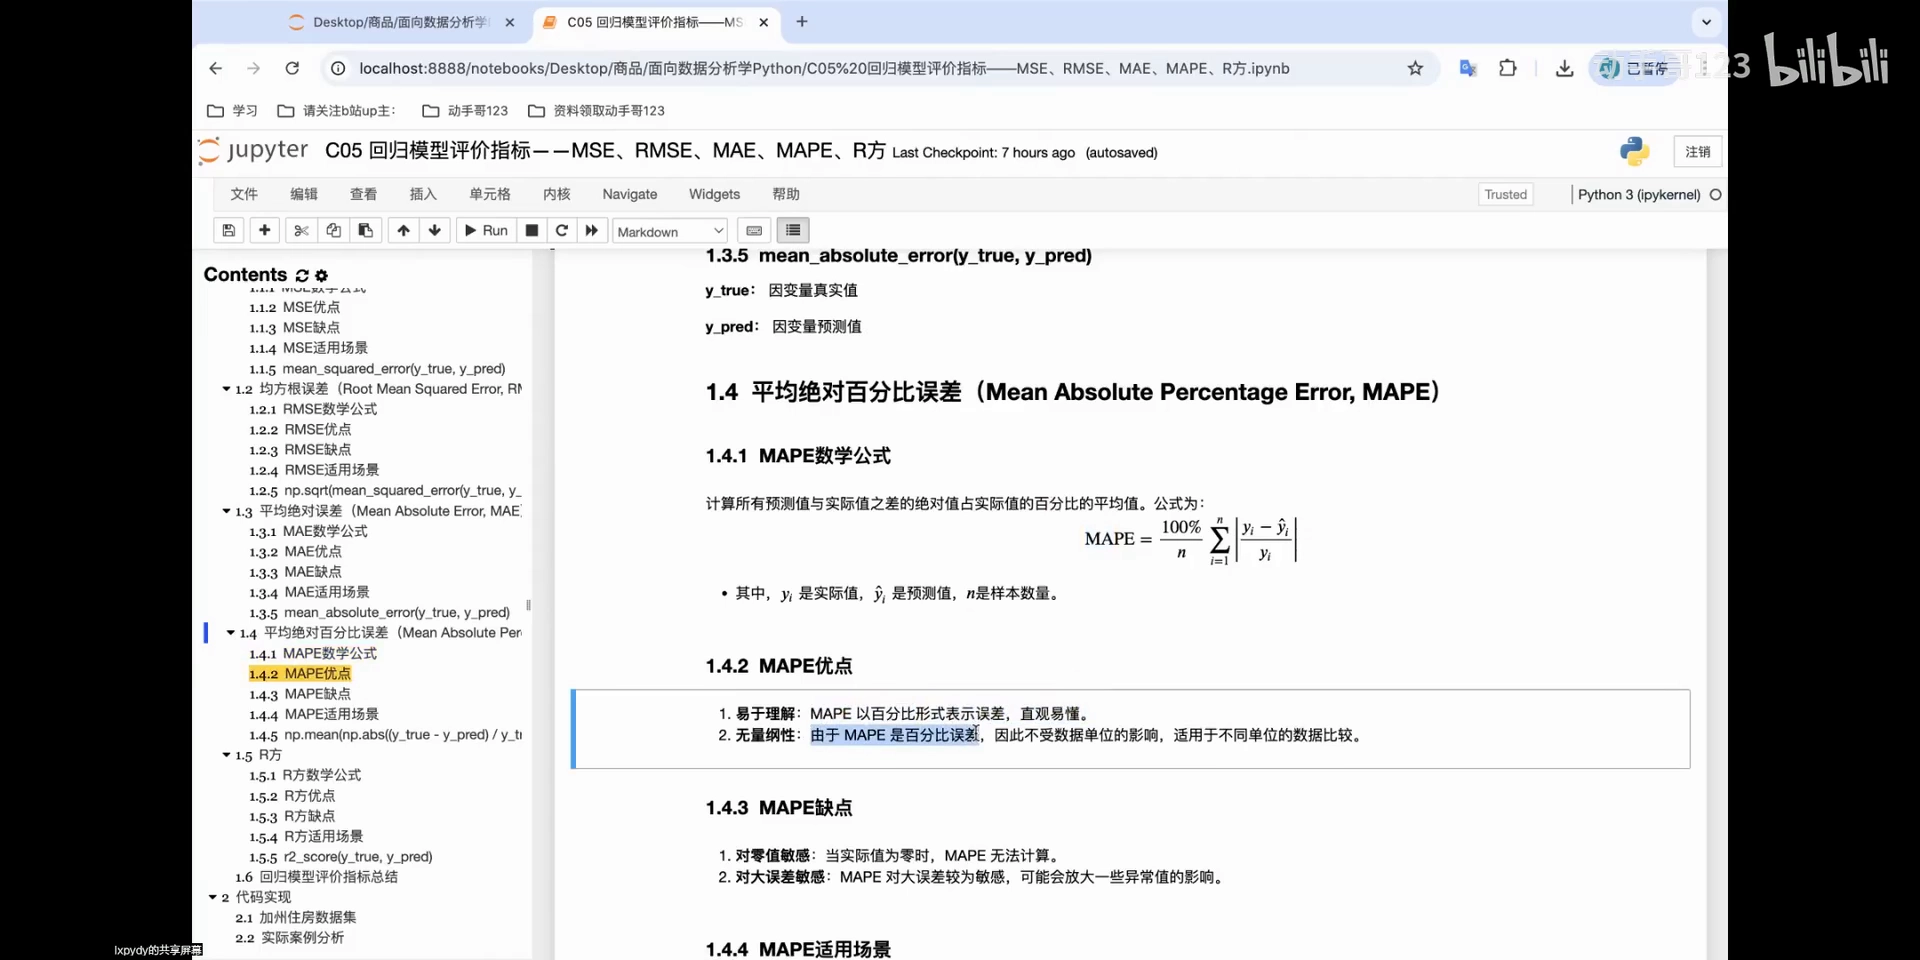 Desktop/商品/面向数据分析学
C05 回归模型评价指标——MS
localhost:8888/notebooks/Desktop/商品/面向数据分析学Python/C05%20回归模型评价指标——MSE、RMSE、MAE、MAPE、R方.ipynb
已暂停
123
bilibili
学习
请关注b站up主:
动手哥123
资料领取动手哥123
jupyter
C05 回归模型评价指标——MSE、RMSE、MAE、MAPE、R方 Last Checkpoint: 7 hours ago (autosaved)
注销
文件 编辑 查看 插入 单元格 内核 Navigate Widgets 帮助
Trusted
Python 3 (ipykernel)
Run
Markdown
Contents
1.1.1 MSE数学公式
1.1.2 MSE优点
1.1.3 MSE缺点
1.1.4 MSE适用场景
1.1.5 mean_squared_error(y_true, y_pred)
1.2 均方根误差（Root Mean Squared Error, RM
1.2.1 RMSE数学公式
1.2.2 RMSE优点
1.2.3 RMSE缺点
1.2.4 RMSE适用场景
1.2.5 np.sqrt(mean_squared_error(y_true, y_
1.3 平均绝对误差（Mean Absolute Error, MAE
1.3.1 MAE数学公式
1.3.2 MAE优点
1.3.3 MAE缺点
1.3.4 MAE适用场景
1.3.5 mean_absolute_error(y_true, y_pred)
1.4 平均绝对百分比误差（Mean Absolute Per
1.4.1 MAPE数学公式
1.4.2 MAPE优点
1.4.3 MAPE缺点
1.4.4 MAPE适用场景
1.4.5 np.mean(np.abs((y_true - y_pred) / y_tr
1.5 R方
1.5.1 R方数学公式
1.5.2 R方优点
1.5.3 R方缺点
1.5.4 R方适用场景
1.5.5 r2_score(y_true, y_pred)
1.6 回归模型评价指标总结
2 代码实现
2.1 加州住房数据集
2.2 实际案例分析
1.3.5 mean_absolute_error(y_true, y_pred)
y_true： 因变量真实值
y_pred： 因变量预测值
1.4 平均绝对百分比误差（Mean Absolute Percentage Error, MAPE）
1.4.1 MAPE数学公式
计算所有预测值与实际值之差的绝对值占实际值的百分比的平均值。公式为：
MAPE = \frac{100\%}{n} \sum_{i=1}^{n} \left| \frac{y_i - \hat{y}_i}{y_i} \right|
• 其中，y_i 是实际值，ŷ_i 是预测值，n是样本数量。
1.4.2 MAPE优点
1. 易于理解：MAPE 以百分比形式表示误差，直观易懂。
2. 无量纲性：由于 MAPE 是百分比误差，因此不受数据单位的影响，适用于不同单位的数据比较。
1.4.3 MAPE缺点
1. 对零值敏感：当实际值为零时，MAPE 无法计算。
2. 对大误差敏感：MAPE 对大误差较为敏感，可能会放大一些异常值的影响。
1.4.4 MAPE适用场景
lxpydy的共享屏幕